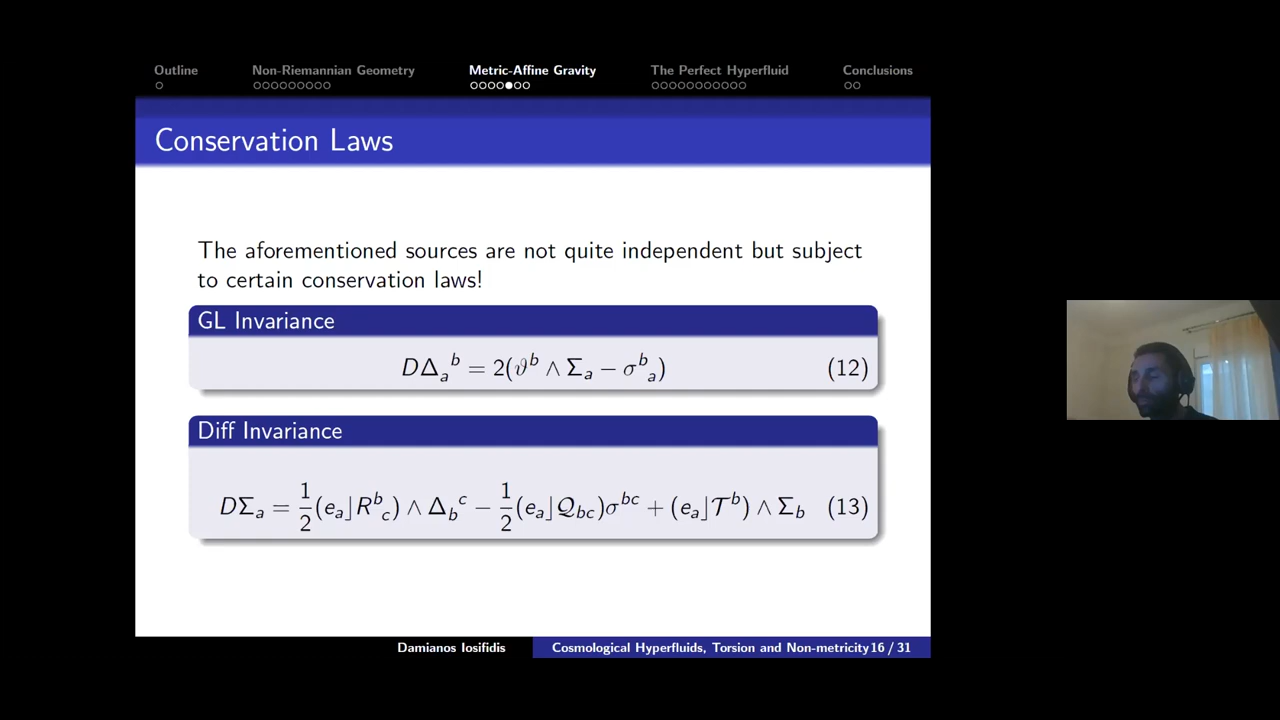 Outline Non-Riemannian Geometry Metric-Affine Gravity The Perfect Hyperfluid Conclusions
Conservation Laws
The aforementioned sources are not quite independent but subject
to certain conservation laws!
GL Invariance
DΔ_a^b = 2(ϑ^b ∧ Σ_a − σ^b_a) (12)
Diff Invariance
DΣ_a = 1/2 (e_a⌋R^b_c) ∧ Δ_b^c − 1/2 (e_a⌋𝒬_bc)σ^bc + (e_a⌋𝒯^b) ∧ Σ_b (13)
Damianos Iosifidis Cosmological Hyperfluids, Torsion and Non-metricity 16 / 31